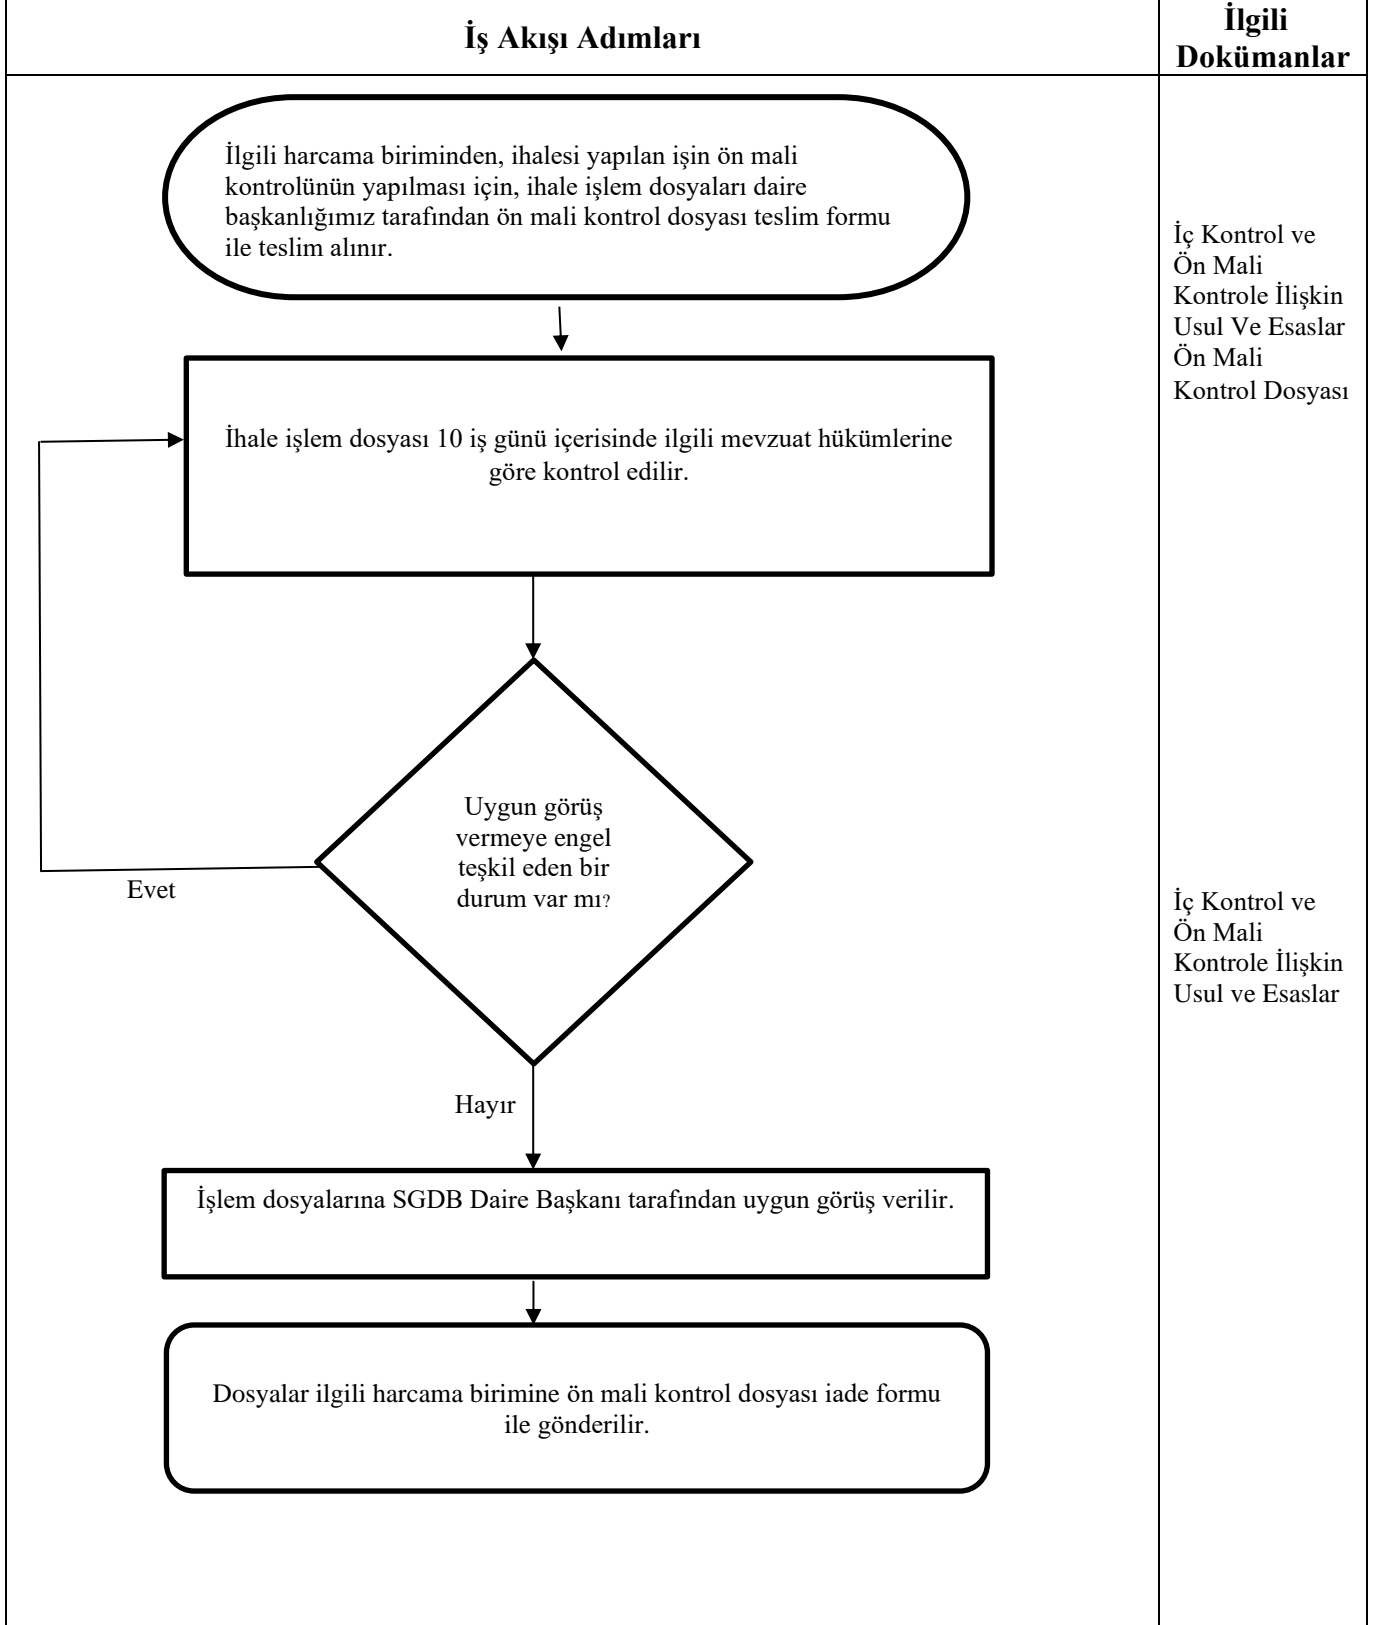 İş Akışı Adımları
İlgili
Dokümanlar
İlgili harcama biriminden, ihalesi yapılan işin ön mali
kontrolünün yapılması için, ihale işlem dosyaları daire
başkanlığımız tarafından ön mali kontrol dosyası teslim formu
ile teslim alınır.
İç Kontrol ve
Ön Mali
Kontrole İlişkin
Usul Ve Esaslar
Ön Mali
Kontrol Dosyası
İhale işlem dosyası 10 iş günü içerisinde ilgili mevzuat hükümlerine
göre kontrol edilir.
Uygun görüş
vermeye engel
teşkil eden bir
durum var mı?
Evet
İç Kontrol ve
Ön Mali
Kontrole İlişkin
Usul ve Esaslar
Hayır
İşlem dosyalarına SGDB Daire Başkanı tarafından uygun görüş verilir.
Dosyalar ilgili harcama birimine ön mali kontrol dosyası iade formu
ile gönderilir.